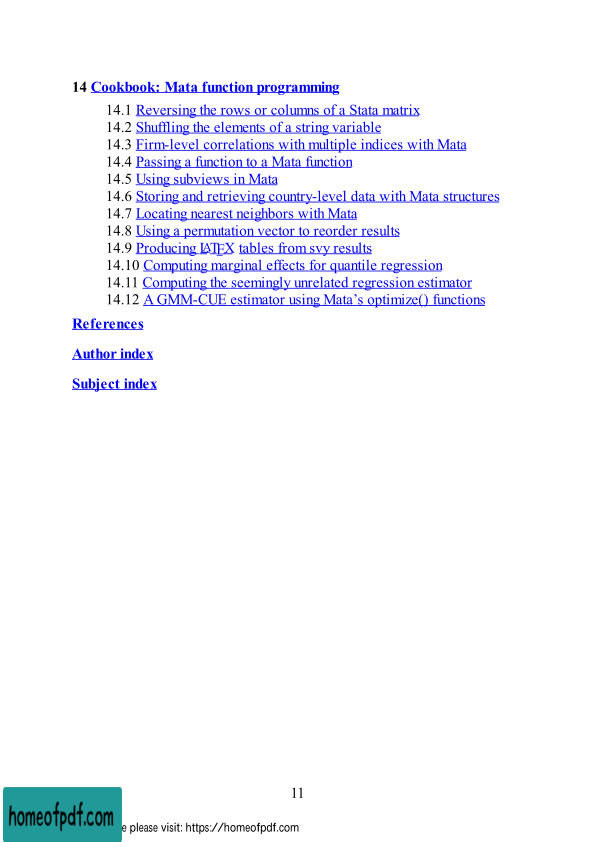 14 Cookbook: Mata function programming
14.1 Reversing the rows or columns of a Stata matrix
14.2 Shuffling the elements of a string variable
14.3 Firm-level correlations with multiple indices with Mata
14.4 Passing a function to a Mata function
14.5 Using subviews in Mata
14.6 Storing and retrieving country-level data with Mata structures
14.7 Locating nearest neighbors with Mata
14.8 Using a permutation vector to reorder results
14.9 Producing LATEX tables from svy results
14.10 Computing marginal effects for quantile regression
14.11 Computing the seemingly unrelated regression estimator
14.12 A GMM-CUE estimator using Mata’s optimize() functions
References
Author index
Subject index
11
homeofpdf.com
e please visit: https://homeofpdf.com